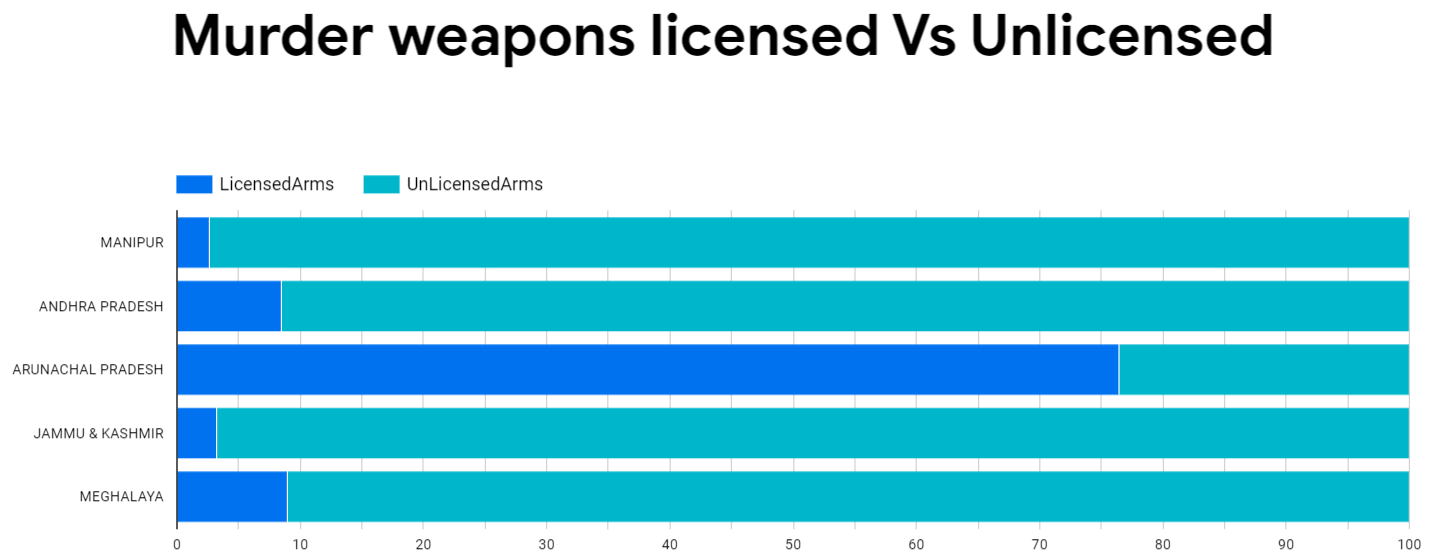 Murder weapons licensed Vs Unlicensed
LicensedArms UnLicensedArms
MANIPUR
ANDHRA PRADESH
ARUNACHAL PRADESH
JAMMU & KASHMIR
MEGHALAYA
0 10 20 30 40 50 60 70 80 90 100